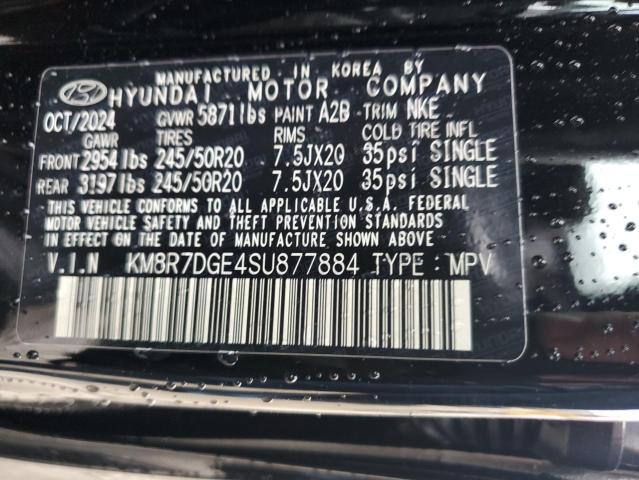 MANUFACTURED IN KOREA BY
HYUNDAI MOTOR COMPANY
OCT/2024 GVWR 5871lbs PAINT A2B TRIM NKE
GAWR TIRES RIMS COLD TIRE INFL
FRONT 2954lbs 245/50R20 7.5JX20 35psi SINGLE
REAR 3197lbs 245/50R20 7.5JX20 35psi SINGLE
THIS VEHICLE CONFORMS TO ALL APPLICABLE U.S.A. FEDERAL
MOTOR VEHICLE SAFETY AND THEFT PREVENTION STANDARDS
IN EFFECT ON THE DATE OF MANUFACTURE SHOWN ABOVE.
V.I.N KM8R7DGE4SU877884 TYPE : MPV